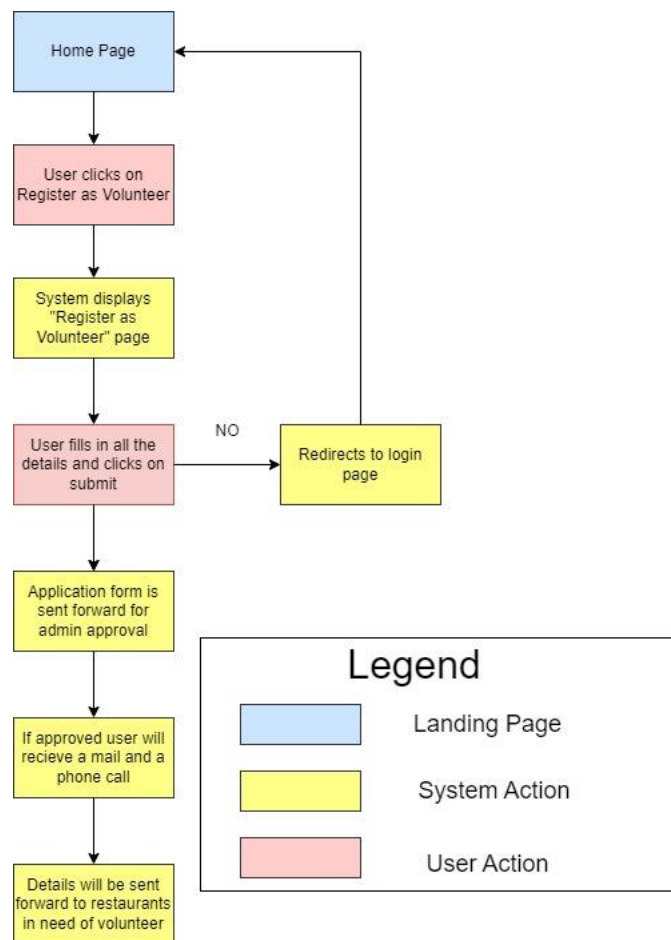 Home Page
User clicks on
Register as Volunteer
System displays
"Register as
Volunteer" page
User fills in all the
details and clicks on
submit
NO
Redirects to login
page
Application form is
sent forward for
admin approval
If approved user will
recieve a mail and a
phone call
Details will be sent
forward to restaurants
in need of volunteer
Legend
Landing Page
System Action
User Action